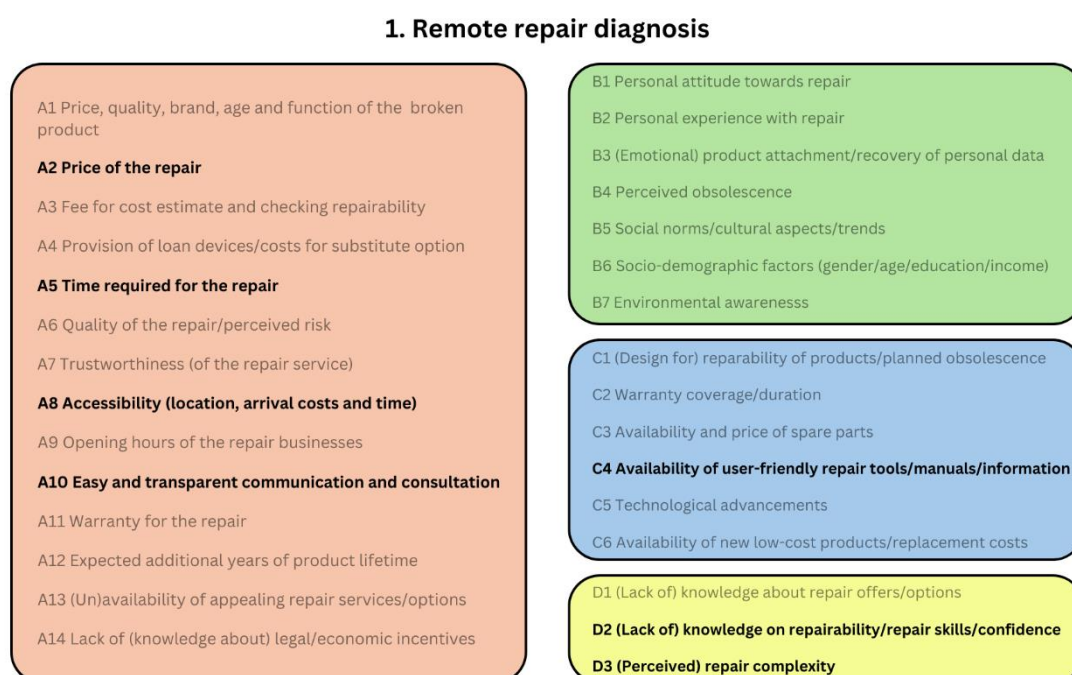 1. Remote repair diagnosis
A1 Price, quality, brand, age and function of the broken
product
A2 Price of the repair
A3 Fee for cost estimate and checking repairability
A4 Provision of loan devices/costs for substitute option
A5 Time required for the repair
A6 Quality of the repair/perceived risk
A7 Trustworthiness (of the repair service)
A8 Accessibility (location, arrival costs and time)
A9 Opening hours of the repair businesses
A10 Easy and transparent communication and consultation
A11 Warranty for the repair
A12 Expected additional years of product lifetime
A13 (Un)availability of appealing repair services/options
A14 Lack of (knowledge about) legal/economic incentives
B1 Personal attitude towards repair
B2 Personal experience with repair
B3 (Emotional) product attachment/recovery of personal data
B4 Perceived obsolescence
B5 Social norms/cultural aspects/trends
B6 Socio-demographic factors (gender/age/education/income)
B7 Environmental awarenesss
C1 (Design for) reparability of products/planned obsolescence
C2 Warranty coverage/duration
C3 Availability and price of spare parts
C4 Availability of user-friendly repair tools/manuals/information
C5 Technological advancements
C6 Availability of new low-cost products/replacement costs
D1 (Lack of) knowledge about repair offers/options
D2 (Lack of) knowledge on repairability/repair skills/confidence
D3 (Perceived) repair complexity